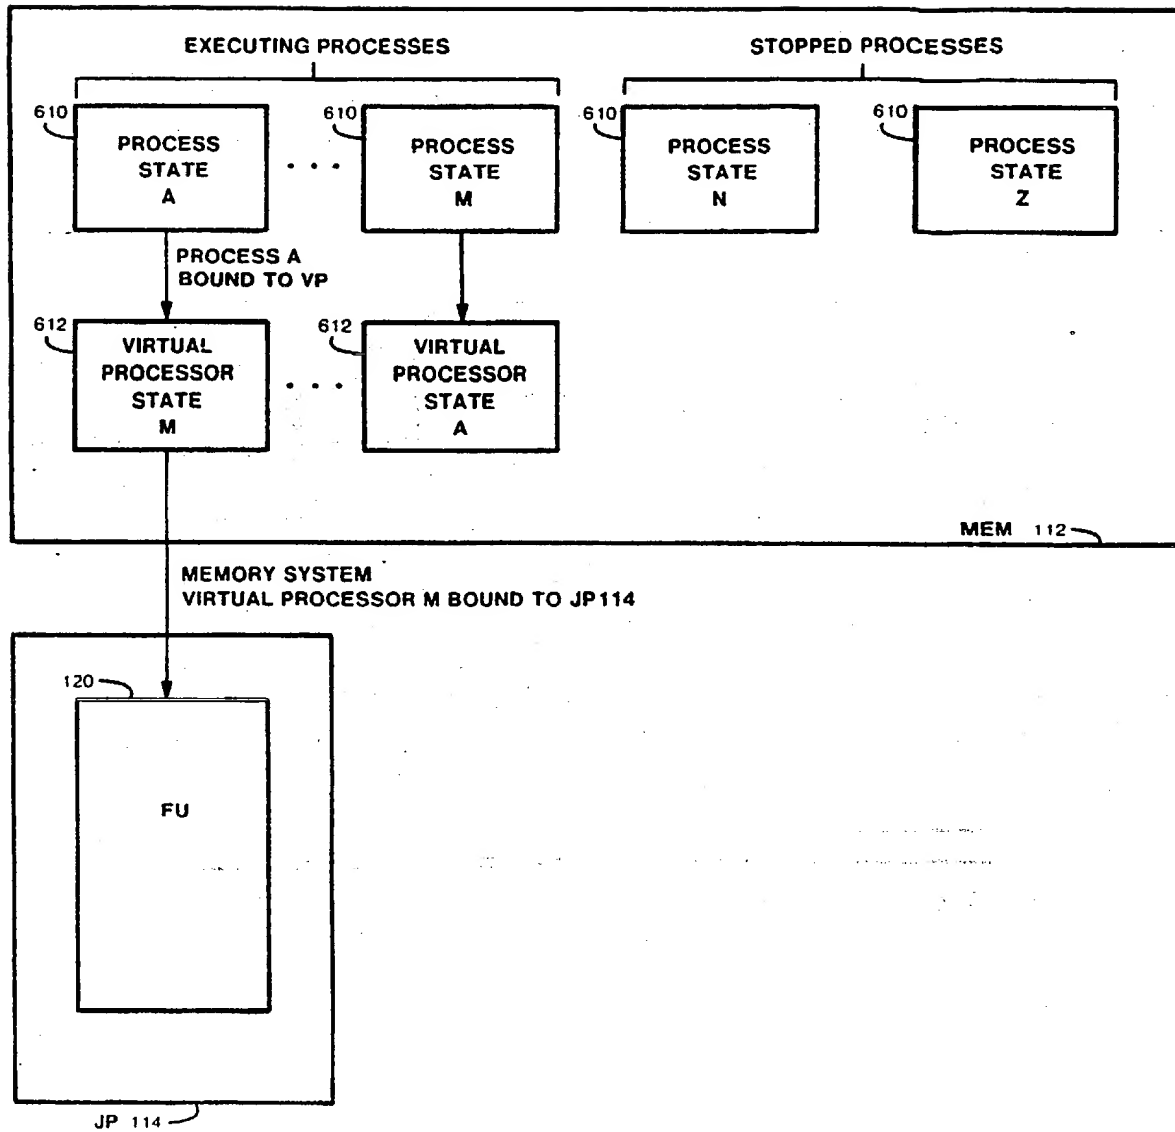 EXECUTING PROCESSES
STOPPED PROCESSES
610
PROCESS
STATE
A
610
PROCESS
STATE
M
610
PROCESS
STATE
N
610
PROCESS
STATE
Z
PROCESS A
BOUND TO VP
612
VIRTUAL
PROCESSOR
STATE
M
612
VIRTUAL
PROCESSOR
STATE
A
MEM 112
MEMORY SYSTEM
VIRTUAL PROCESSOR M BOUND TO JP114
120
FU
JP 114